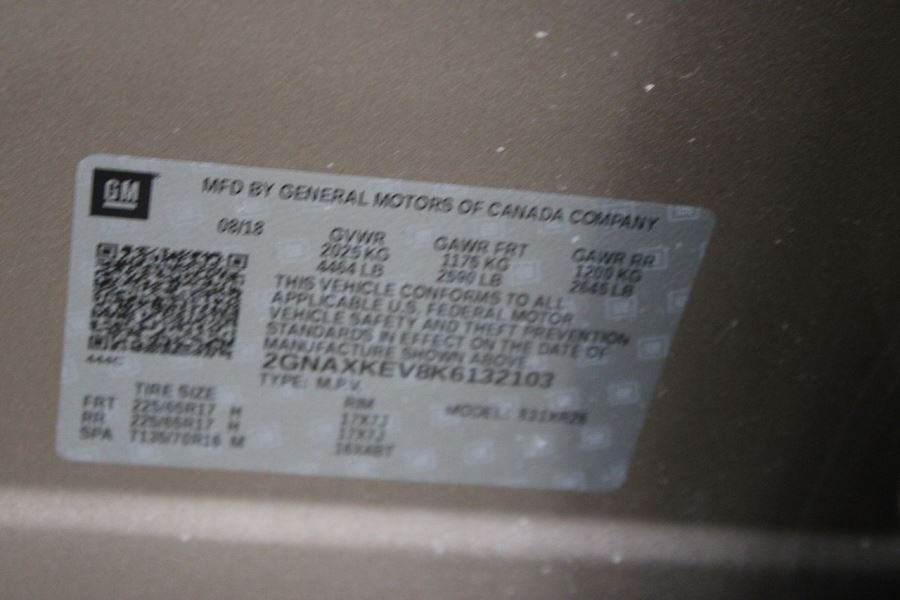 GM
MFD BY GENERAL MOTORS OF CANADA COMPANY
08/18
GVWR GAWR FRT GAWR RR
2025 KG 1175 KG 1200 KG
4464 LB 2590 LB 2645 LB
THIS VEHICLE CONFORMS TO ALL
APPLICABLE U.S. FEDERAL MOTOR
VEHICLE SAFETY AND THEFT PREVENTION
STANDARDS IN EFFECT ON THE DATE OF
MANUFACTURE SHOWN ABOVE
444C
2GNAXKEV8K6132103
TYPE: M.P.V.
TIRE SIZE RIM MODEL:
FRT 225/65R17 H 17X7J
RR 225/65R17 H 17X7J
SPA T135/70R16 M 16X4BT